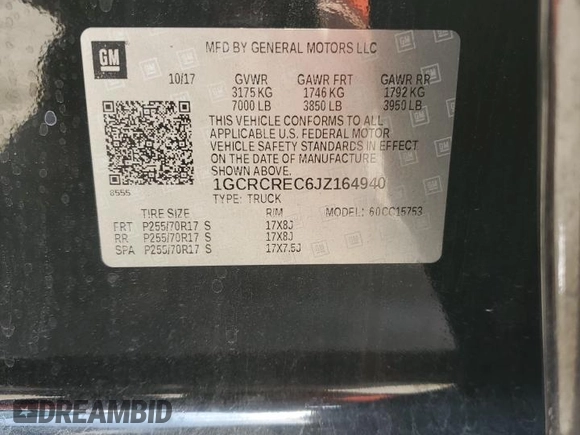 GM
MFD BY GENERAL MOTORS LLC
10/17 GVWR GAWR FRT GAWR RR
3175 KG 1746 KG 1792 KG
7000 LB 3850 LB 3950 LB
THIS VEHICLE CONFORMS TO ALL
APPLICABLE U.S. FEDERAL MOTOR
VEHICLE SAFETY STANDARDS IN EFFECT
ON THE DATE OF MANUFACTURE
SHOWN ABOVE.
1GCRCREC6JZ164940
TYPE: TRUCK
TIRE SIZE RIM MODEL: 60CC15753
FRT P255/70R17 S 17X8J
RR P255/70R17 S 17X8J
SPA P255/70R17 S 17X7.5J
DREAMBID